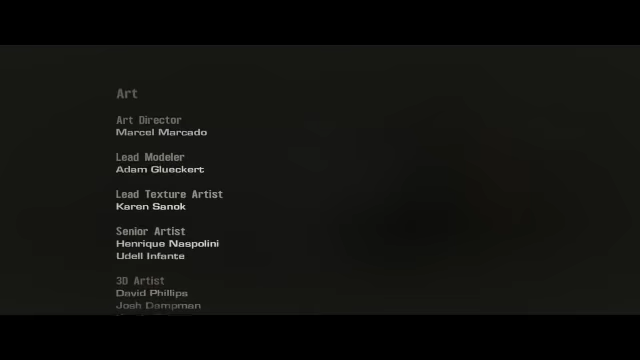 Art
Art Director
Marcel Marcado
Lead Modeler
Adam Glueckert
Lead Texture Artist
Karen Sanok
Senior Artist
Henrique Naspolini
Udell Infante
3D Artist
David Phillips
Josh Dampman